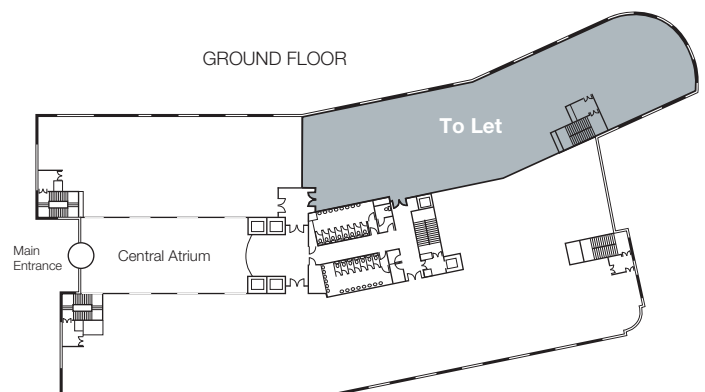 GROUND FLOOR
To Let
Main
Entrance
Central Atrium